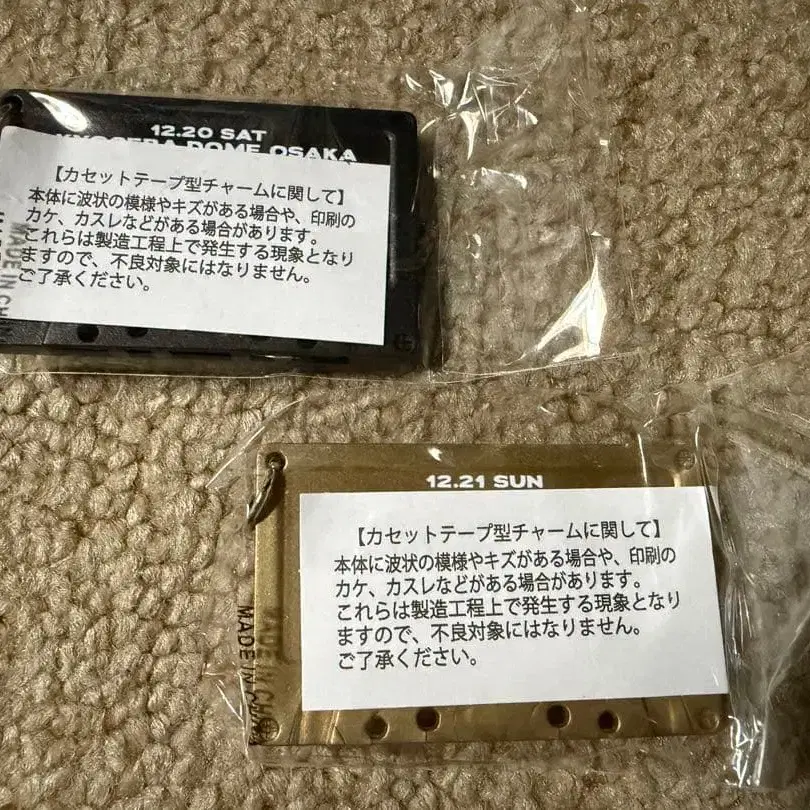 12.20 SAT
DOME OSAKA
【カセットテープ型チャームに関して】
本体に波状の模様やキズがある場合や、印刷の
カケ、カスレなどがある場合があります。
これらは製造工程上で発生する現象となり
ますので、不良対象にはなりません。
ご了承ください。
MADE IN
12.21 SUN
【カセットテープ型チャームに関して】
本体に波状の模様やキズがある場合や、印刷の
カケ、カスレなどがある場合があります。
これらは製造工程上で発生する現象となり
ますので、不良対象にはなりません。
ご了承ください。
MADE IN